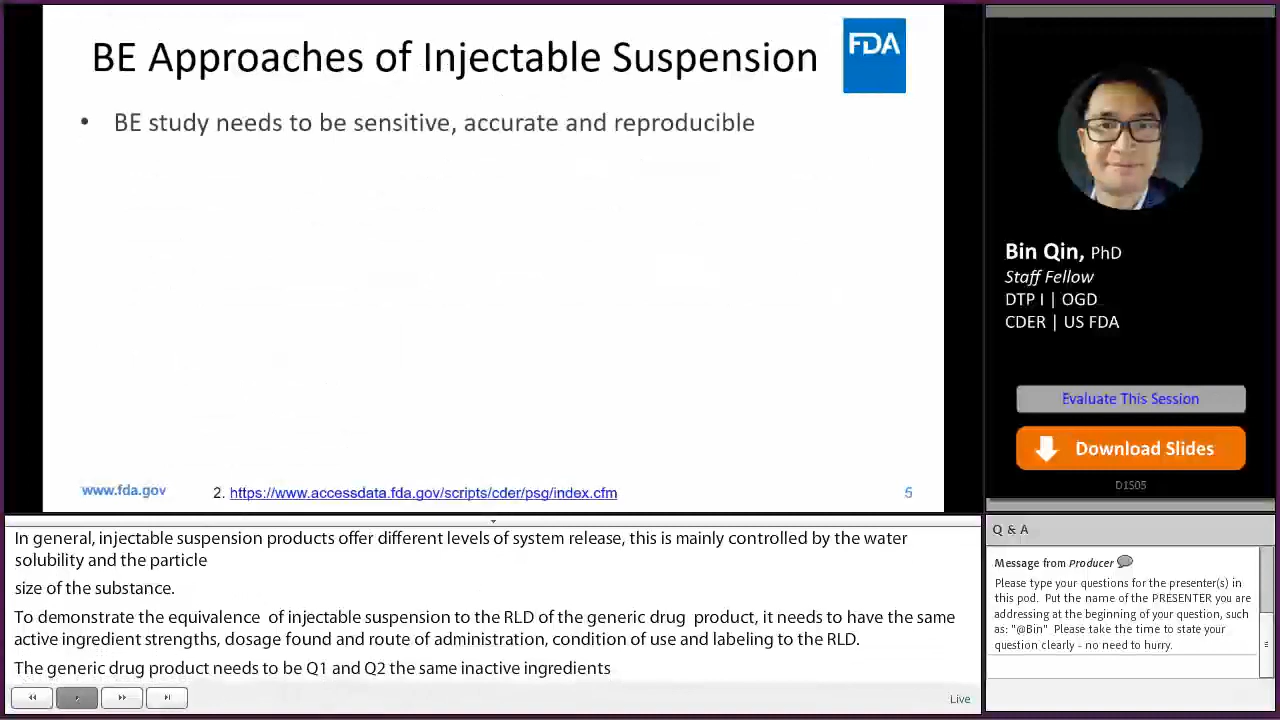 BE Approaches of Injectable Suspension
FDA
• BE study needs to be sensitive, accurate and reproducible
www.fda.gov
2. https://www.accessdata.fda.gov/scripts/cder/psg/index.cfm
5
Bin Qin, PhD
Staff Fellow
DTP I | OGD
CDER | US FDA
Evaluate This Session
Download Slides
D1S05
In general, injectable suspension products offer different levels of system release, this is mainly controlled by the water
solubility and the particle
size of the substance.
To demonstrate the equivalence of injectable suspension to the RLD of the generic drug product, it needs to have the same
active ingredient strengths, dosage found and route of administration, condition of use and labeling to the RLD.
The generic drug product needs to be Q1 and Q2 the same inactive ingredients
Live
Q & A
Message from Producer
Please type your questions for the presenter(s) in
this pod. Put the name of the PRESENTER you are
addressing at the beginning of your question, such
as: "@Bin" Please take the time to state your
question clearly - no need to hurry.